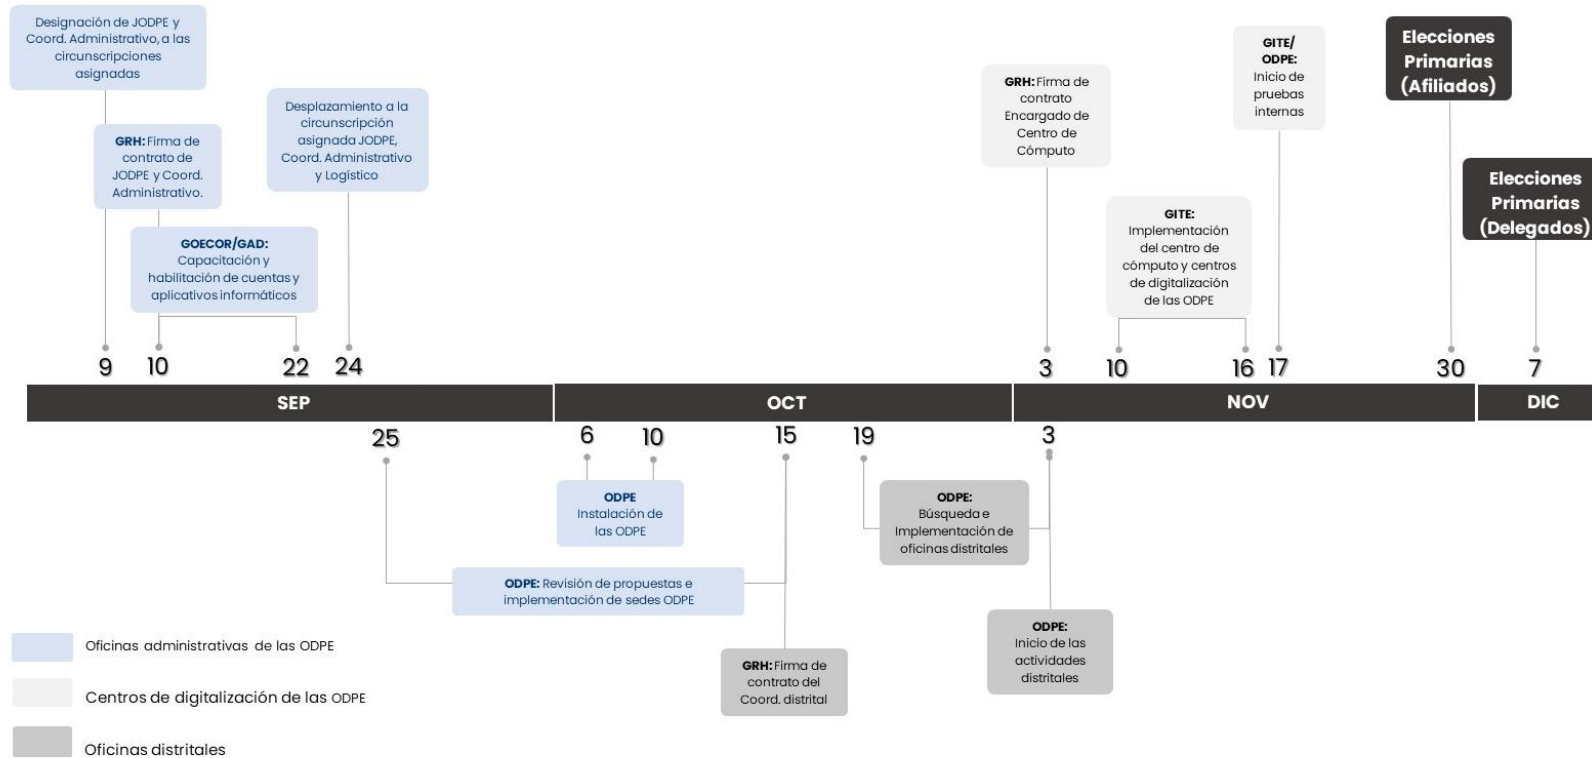 Designación de JODPE y
Coord. Administrativo, a las
circunscripciones
asignadas
GRH: Firma de
contrato de
JODPE y Coord.
Administrativo.
GOECOR/GAD:
Capacitación y
habilitación de cuentas y
aplicativos informáticos
Desplazamiento a la
circunscripción
asignada JODPE,
Coord. Administrativo
y Logístico
GRH: Firma de
contrato
Encargado de
Centro de
Cómputo
GITE:
Implementación
del centro de
cómputo y centros
de digitalización
de las ODPE
GITE/
ODPE:
Inicio de
pruebas
internas
Elecciones
Primarias
(Afiliados)
Elecciones
Primarias
(Delegados)
9 10 22 24 3 10 16 17 30 7
SEP OCT NOV DIC
25 6 10 15 19 3
ODPE
Instalación de
las ODPE
ODPE:
Búsqueda e
Implementación de
oficinas distritales
ODPE: Revisión de propuestas e
implementación de sedes ODPE
GRH: Firma de
contrato del
Coord. distrital
ODPE:
Inicio de las
actividades
distritales
Oficinas administrativas de las ODPE
Centros de digitalización de las ODPE
Oficinas distritales